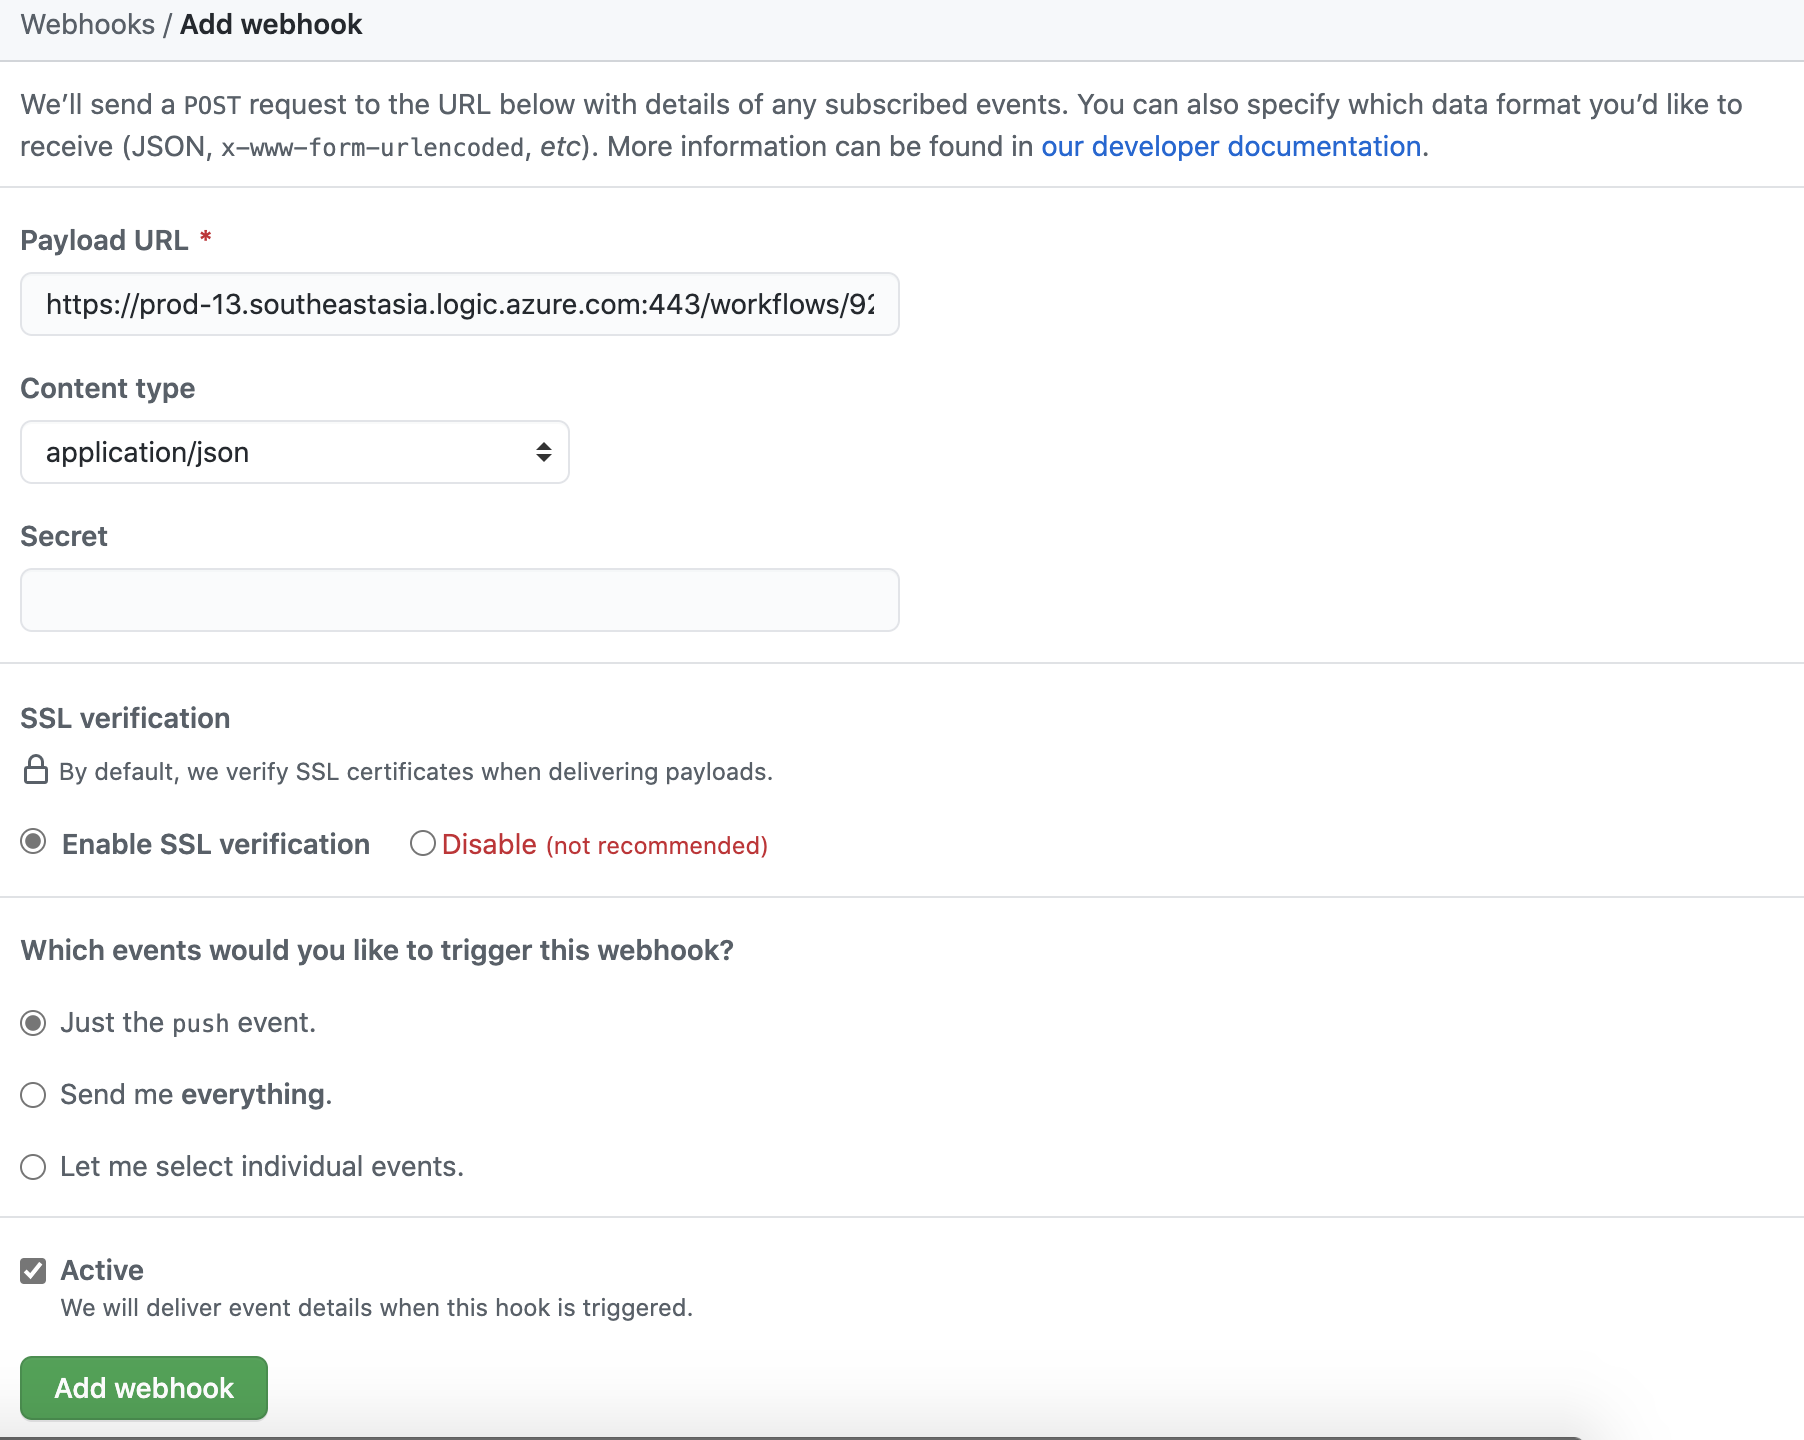 Webhooks / Add webhook
We’ll send a POST request to the URL below with details of any subscribed events. You can also specify which data format you’d like to
receive (JSON, x-www-form-urlencoded, etc). More information can be found in our developer documentation.
Payload URL *
https://prod-13.southeastasia.logic.azure.com:443/workflows/92
Content type
application/json
Secret
SSL verification
By default, we verify SSL certificates when delivering payloads.
Enable SSL verification Disable (not recommended)
Which events would you like to trigger this webhook?
Just the push event.
Send me everything.
Let me select individual events.
Active
We will deliver event details when this hook is triggered.
Add webhook